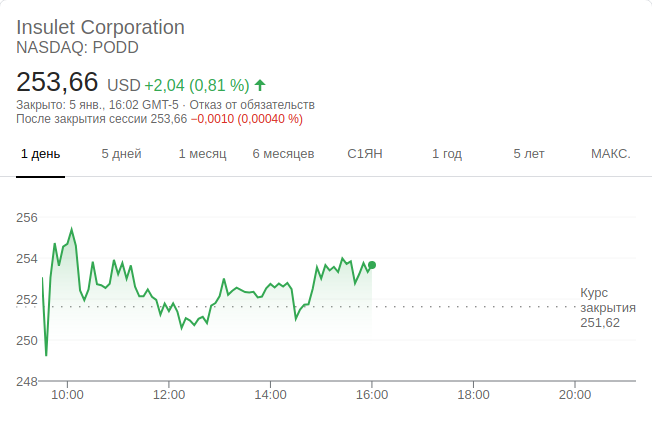 Insulet Corporation
NASDAQ: PODD
253,66 USD +2,04 (0,81 %)
Закрыто: 5 янв., 16:02 GMT-5 · Отказ от обязательств
После закрытия сессии 253,66 −0,0010 (0,00040 %)
1 день 5 дней 1 месяц 6 месяцев С1ЯН 1 год 5 лет МАКС.
256
254
252
250
248
Курс
закрытия
251,62
10:00 12:00 14:00 16:00 18:00 20:00